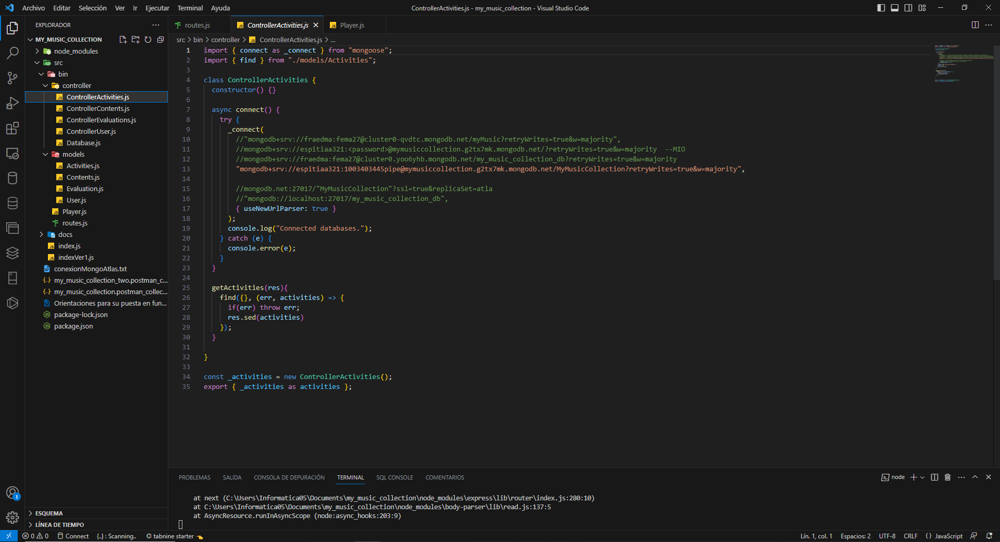 Archivo Editar Selección Ver Ir Ejecutar Terminal Ayuda
ControllerActivities.js - my_music_collection - Visual Studio Code
EXPLORADOR
MY_MUSIC_COLLECTION
node_modules
src
bin
controller
ControllerActivities.js
ControllerContents.js
ControllerEvaluations.js
ControllerUser.js
Database.js
models
Activities.js
Contents.js
Evaluation.js
User.js
Player.js
routes.js
docs
index.js
indexVer1.js
conexionMongoAtlas.txt
my_music_collection_two.postman_c...
my_music_collection.postman_collec...
Orientaciones para su puesta en fun...
package-lock.json
package.json
ESQUEMA
LÍNEA DE TIEMPO
routes.js ControllerActivities.js Player.js
src > bin > controller > ControllerActivities.js > ...
1 import { connect as _connect } from "mongoose";
2 import { find } from "./models/Activities";
3
4 class ControllerActivities {
5 constructor() {}
6
7 async connect() {
8 try {
9 _connect(
10 //"mongodb+srv://fraedma:fema27@cluster0-qvdtc.mongodb.net/myMusic?retryWrites=true&w=majority",
11 //mongodb+srv://espitiaa321:<password>@mymusiccollection.g2tx7mk.mongodb.net/?retryWrites=true&w=majority --MIO
12 //mongodb+srv://fraedma:fema27@cluster0.yoo6yhb.mongodb.net/my_music_collection_db?retryWrites=true&w=majority
13 "mongodb+srv://espitiaa321:1003403445pipe@mymusiccollection.g2tx7mk.mongodb.net/MyMusicCollection?retryWrites=true&w=majority",
14
15 //mongodb.net:27017/"MyMusicCollection"?ssl=true&replicaSet=atla
16 //"mongodb://localhost:27017/my_music_collection_db",
17 { useNewUrlParser: true }
18 );
19 console.log("Connected databases.");
20 } catch (e) {
21 console.error(e);
22 }
23 }
24
25 getActivities(res){
26 find({}, (err, activities) => {
27 if(err) throw err;
28 res.sed(activities)
29 });
30 }
31
32 }
33
34 const _activities = new ControllerActivities();
35 export { _activities as activities };
PROBLEMAS SALIDA CONSOLA DE DEPURACIÓN TERMINAL SQL CONSOLE COMENTARIOS
node
at next (C:\Users\Informatica05\Documents\my_music_collection\node_modules\express\lib\router\index.js:280:10)
at C:\Users\Informatica05\Documents\my_music_collection\node_modules\body-parser\lib\read.js:137:5
at AsyncResource.runInAsyncScope (node:async_hooks:203:9)
1
0 0 Connect {..} : Scanning.. tabnine starter
Lín. 1, col. 1 Espacios: 2 UTF-8 CRLF {} JavaScript